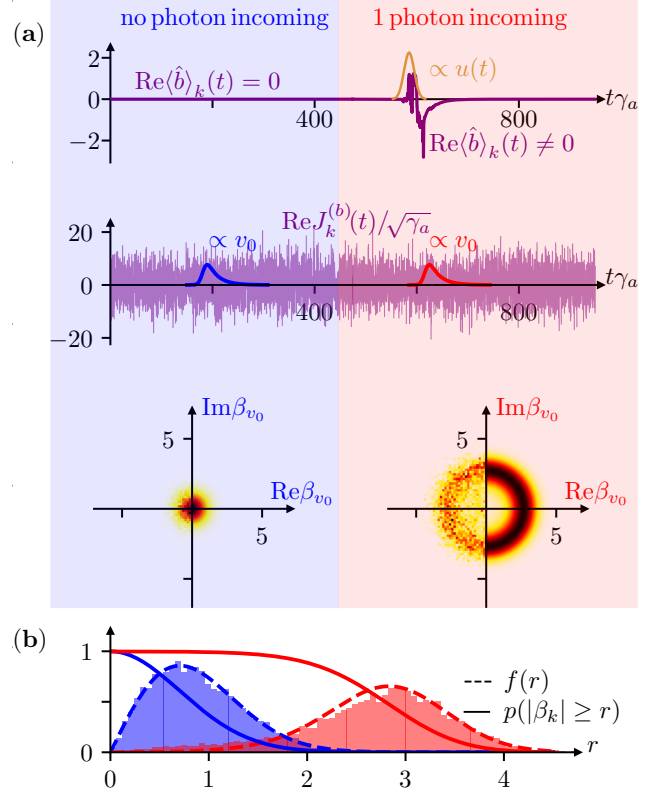 no photon incoming
1 photon incoming
(a)
2
0
−2
Re⟨b̂⟩ₖ(t) = 0
∝ u(t)
400
800
tγₐ
Re⟨b̂⟩ₖ(t) ≠ 0
ReJₖ⁽ᵇ⁾(t)/√γₐ
20
0
−20
∝ v₀
∝ v₀
400
800
tγₐ
Imβᵥ₀
5
Reβᵥ₀
5
Imβᵥ₀
5
Reβᵥ₀
5
(b)
1
0
f(r)
p(|βₖ| ≥ r)
0 1 2 3 4
r